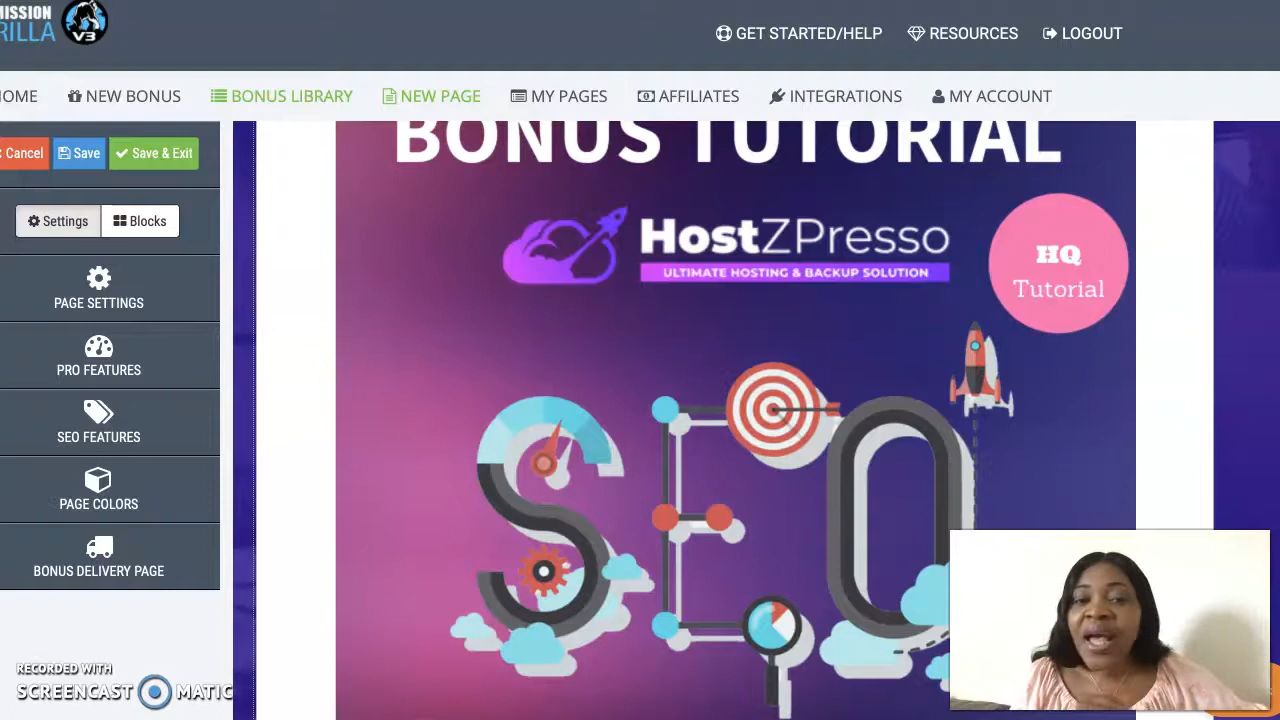 MISSION
RILLA V3
GET STARTED/HELP RESOURCES LOGOUT
OME NEW BONUS BONUS LIBRARY NEW PAGE MY PAGES AFFILIATES INTEGRATIONS MY ACCOUNT
Cancel Save Save & Exit
Settings Blocks
PAGE SETTINGS
PRO FEATURES
SEO FEATURES
PAGE COLORS
BONUS DELIVERY PAGE
BONUS TUTORIAL
HostZPresso
ULTIMATE HOSTING & BACKUP SOLUTION
HQ
Tutorial
SEO
RECORDED WITH
SCREENCAST MATIC